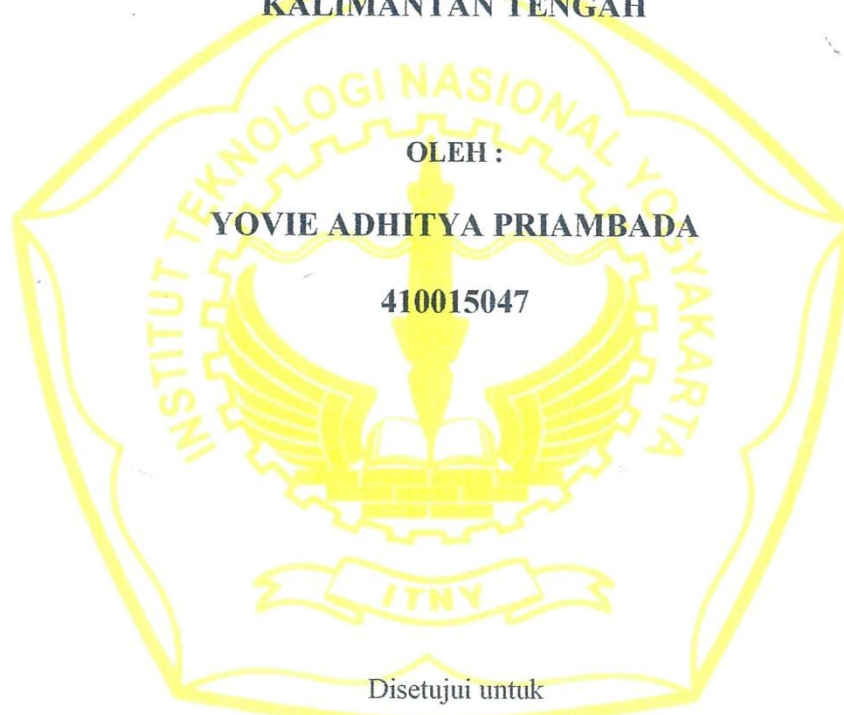 KALIMANTAN TENGAH
INSTITUT TEKNOLOGI NASIONAL YOGYAKARTA
OLEH :
YOVIE ADHITYA PRIAMBADA
410015047
ITNY
Disetujui untuk